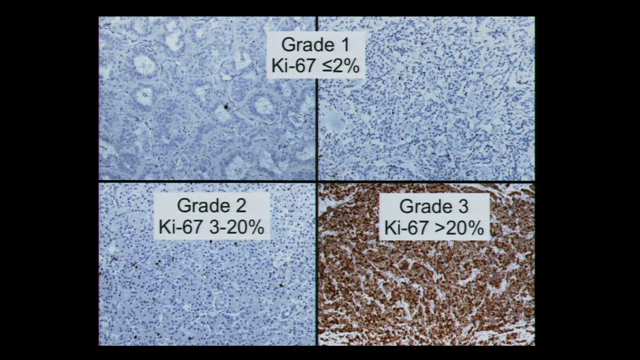 Grade 1
Ki-67 ≤2%
Grade 2
Ki-67 3-20%
Grade 3
Ki-67 >20%